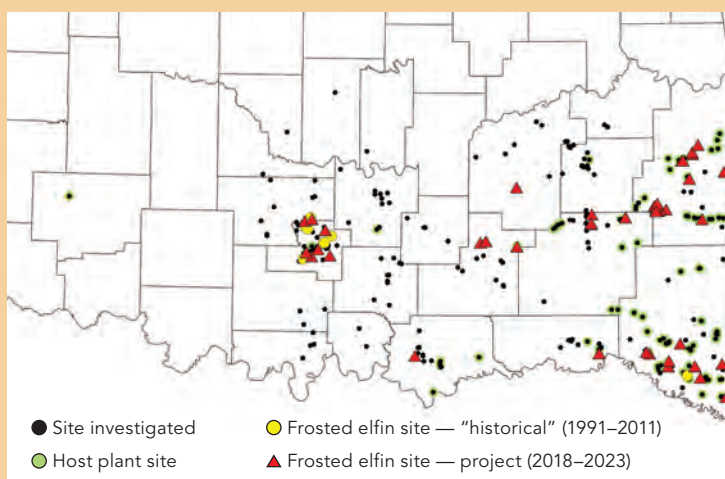 Site investigated
Frosted elfin site — “historical” (1991–2011)
Host plant site
Frosted elfin site — project (2018–2023)